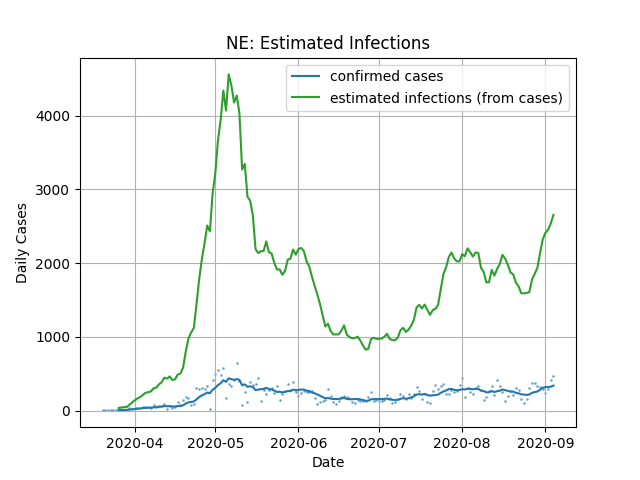 NE: Estimated Infections
confirmed cases
estimated infections (from cases)
Daily Cases
4000
3000
2000
1000
0
2020-04 2020-05 2020-06 2020-07 2020-08 2020-09
Date